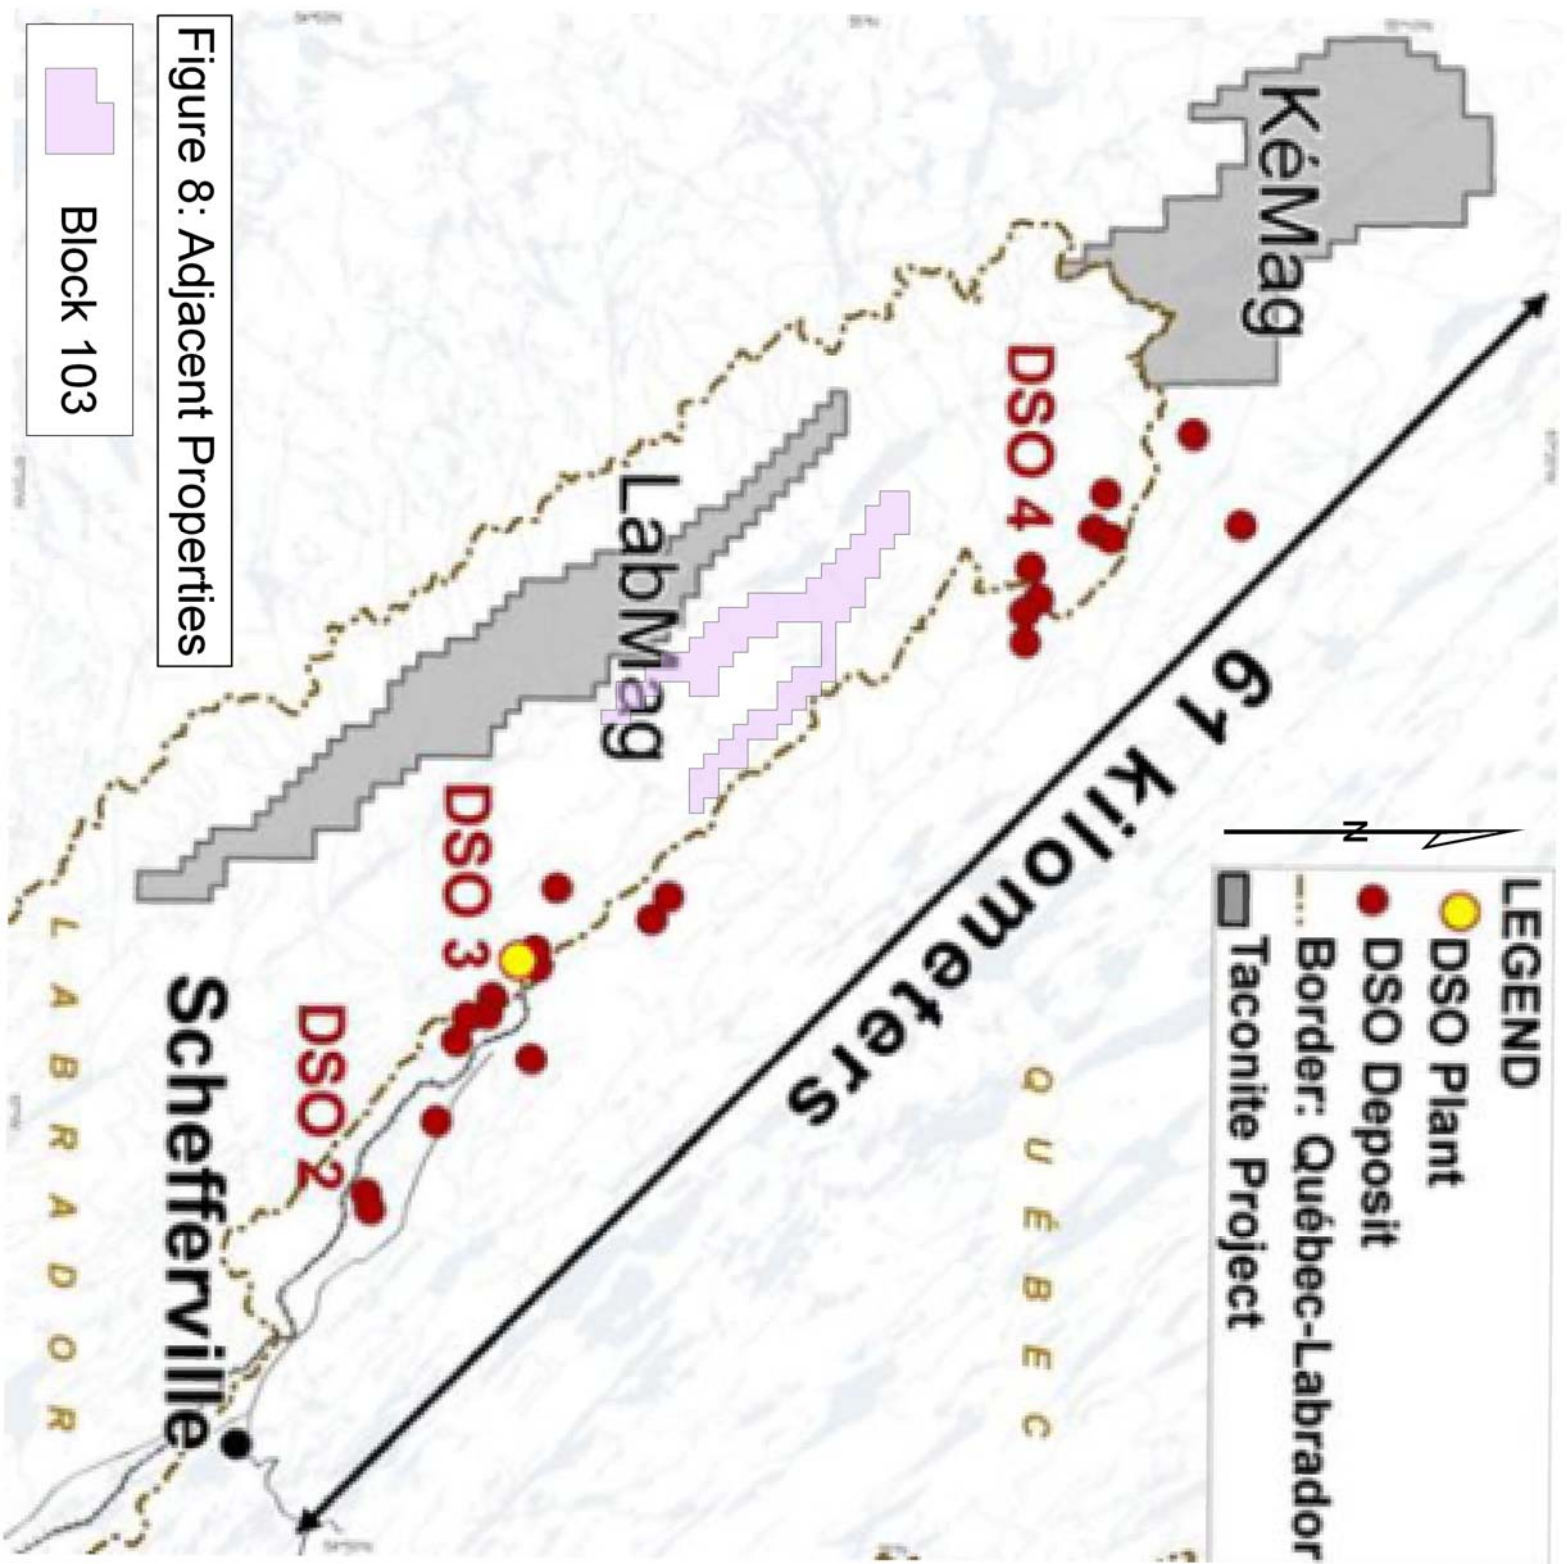 LEGEND
DSO Plant
DSO Deposit
Border: Québec-Labrador
Taconite Project
N
61 kilometers
KéMag
DSO 4
QUÉBEC
LabMag
DSO 3
DSO 2
Schefferville
LABRADOR
Figure 8: Adjacent Properties
Block 103